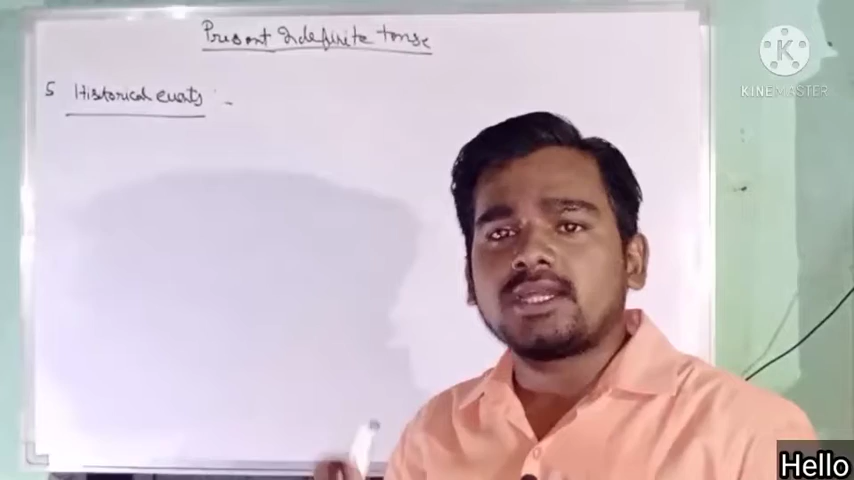 Present Indefinite tense
5 Historical events -
K
KINEMASTER
Hello